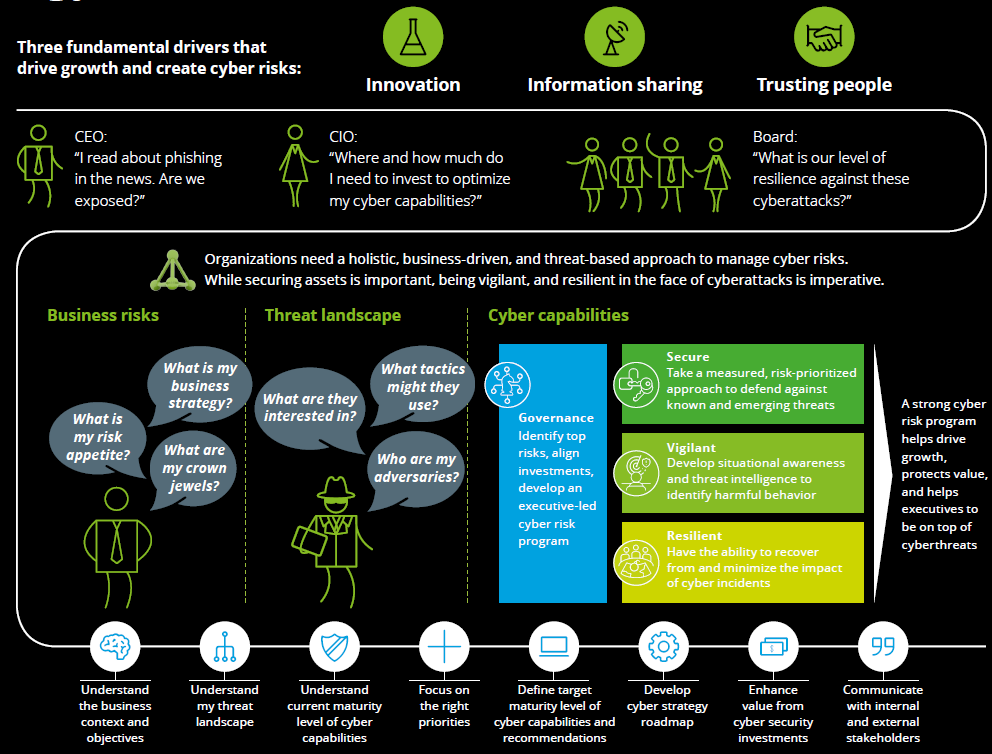 Three fundamental drivers that
drive growth and create cyber risks:
Innovation
Information sharing
Trusting people
CEO:
“I read about phishing
in the news. Are we
exposed?”
CIO:
“Where and how much do
I need to invest to optimize
my cyber capabilities?”
Board:
“What is our level of
resilience against these
cyberattacks?”
Organizations need a holistic, business-driven, and threat-based approach to manage cyber risks.
While securing assets is important, being vigilant, and resilient in the face of cyberattacks is imperative.
Business risks
What is my
business
strategy?
What is
my risk
appetite?
What are
my crown
jewels?
Threat landscape
What tactics
might they
use?
What are they
interested in?
Who are my
adversaries?
Cyber capabilities
Governance
Identify top
risks, align
investments,
develop an
executive-led
cyber risk
program
Secure
Take a measured, risk-prioritized
approach to defend against
known and emerging threats
Vigilant
Develop situational awareness
and threat intelligence to
identify harmful behavior
Resilient
Have the ability to recover
from and minimize the impact
of cyber incidents
A strong cyber
risk program
helps drive
growth,
protects value,
and helps
executives to
be on top of
cyberthreats
Understand
the business
context and
objectives
Understand
my threat
landscape
Understand
current maturity
level of cyber
capabilities
Focus on
the right
priorities
Define target
maturity level of
cyber capabilities and
recommendations
Develop
cyber strategy
roadmap
Enhance
value from
cyber security
investments
Communicate
with internal
and external
stakeholders